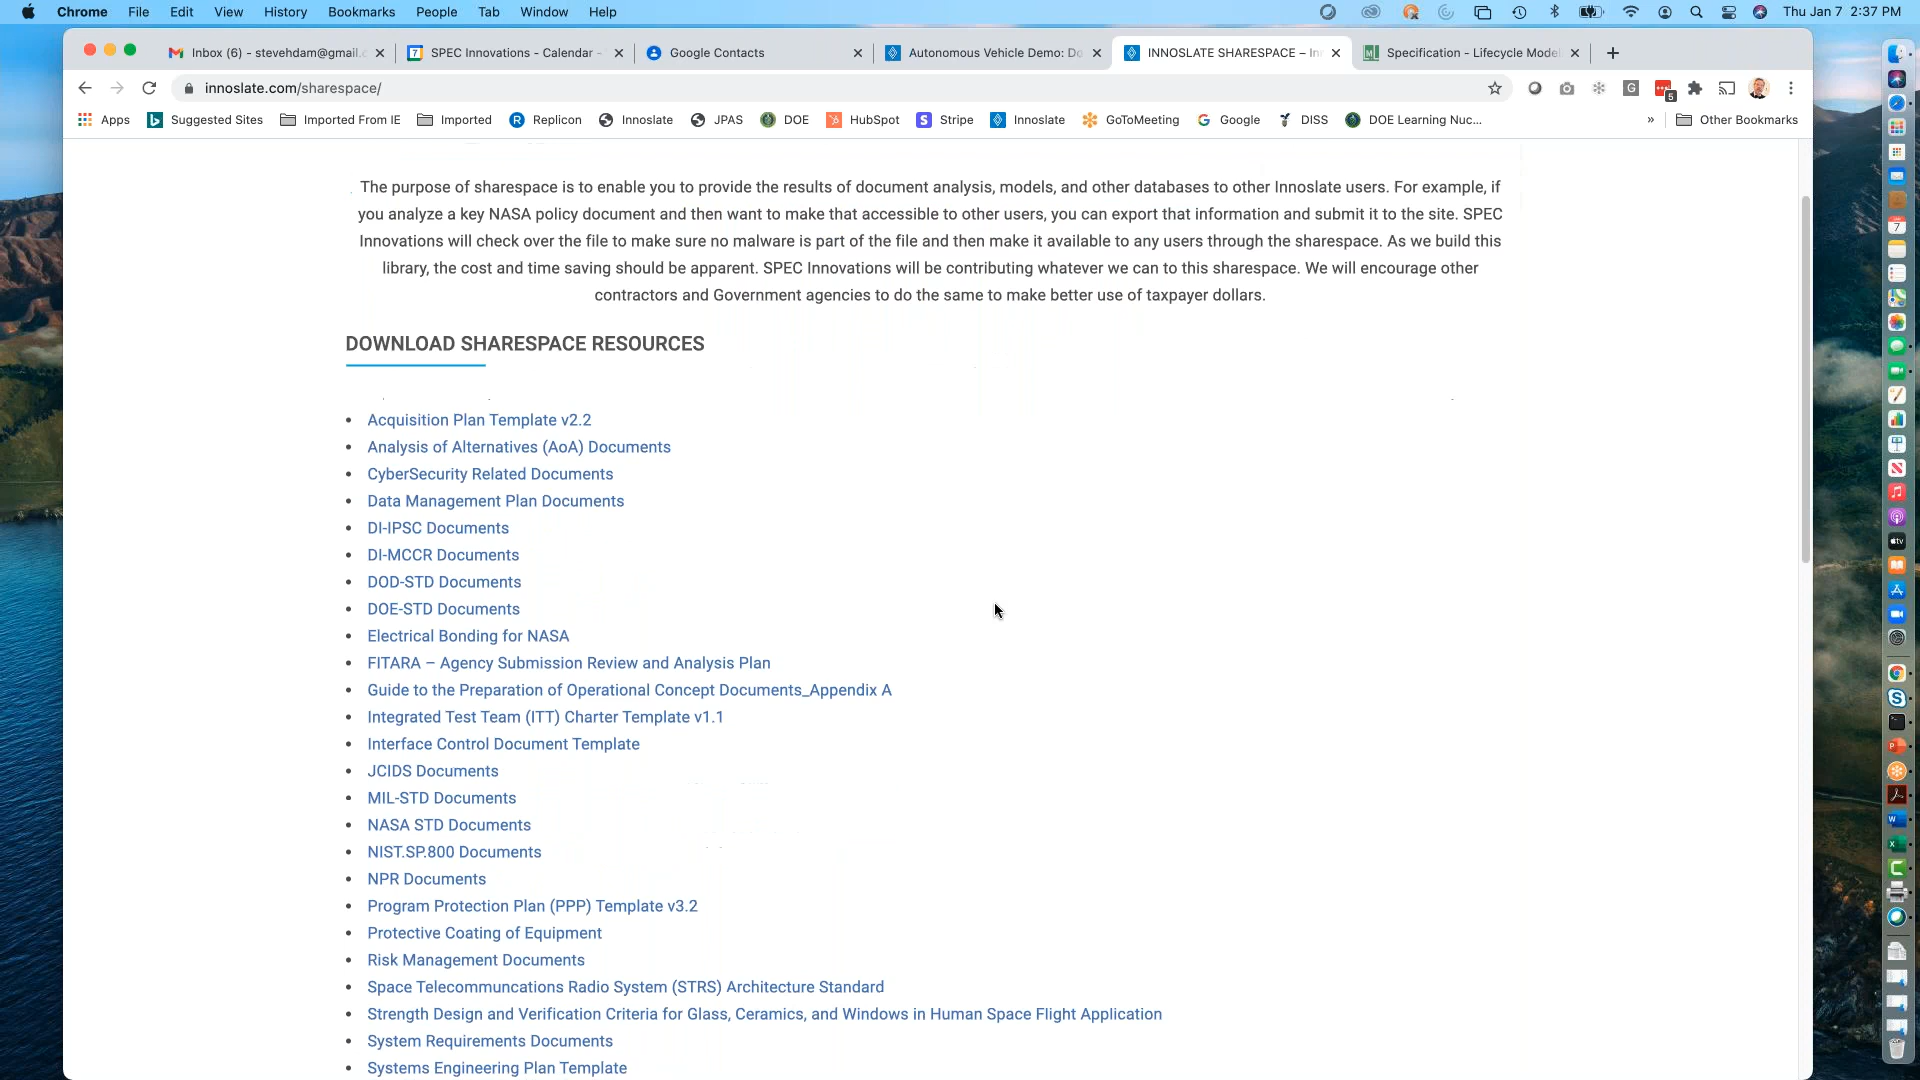 Chrome File Edit View History Bookmarks People Tab Window Help Thu Jan 7 2:37 PM
Inbox (6) - stevehdam@gmail.c SPEC Innovations - Calendar - Google Contacts Autonomous Vehicle Demo: Do INNOSLATE SHARESPACE – In Specification - Lifecycle Model
innoslate.com/sharespace/
Apps Suggested Sites Imported From IE Imported Replicon Innoslate JPAS DOE HubSpot Stripe Innoslate GoToMeeting Google DISS DOE Learning Nuc... » Other Bookmarks
The purpose of sharespace is to enable you to provide the results of document analysis, models, and other databases to other Innoslate users. For example, if
you analyze a key NASA policy document and then want to make that accessible to other users, you can export that information and submit it to the site. SPEC
Innovations will check over the file to make sure no malware is part of the file and then make it available to any users through the sharespace. As we build this
library, the cost and time saving should be apparent. SPEC Innovations will be contributing whatever we can to this sharespace. We will encourage other
contractors and Government agencies to do the same to make better use of taxpayer dollars.
DOWNLOAD SHARESPACE RESOURCES
• Acquisition Plan Template v2.2
• Analysis of Alternatives (AoA) Documents
• CyberSecurity Related Documents
• Data Management Plan Documents
• DI-IPSC Documents
• DI-MCCR Documents
• DOD-STD Documents
• DOE-STD Documents
• Electrical Bonding for NASA
• FITARA – Agency Submission Review and Analysis Plan
• Guide to the Preparation of Operational Concept Documents_Appendix A
• Integrated Test Team (ITT) Charter Template v1.1
• Interface Control Document Template
• JCIDS Documents
• MIL-STD Documents
• NASA STD Documents
• NIST.SP.800 Documents
• NPR Documents
• Program Protection Plan (PPP) Template v3.2
• Protective Coating of Equipment
• Risk Management Documents
• Space Telecommuncations Radio System (STRS) Architecture Standard
• Strength Design and Verification Criteria for Glass, Ceramics, and Windows in Human Space Flight Application
• System Requirements Documents
• Systems Engineering Plan Template